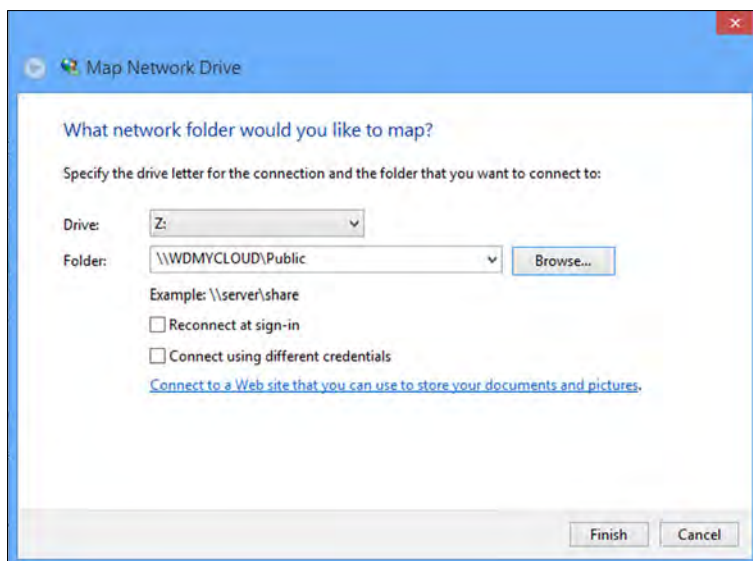 Map Network Drive
What network folder would you like to map?
Specify the drive letter for the connection and the folder that you want to connect to:
Drive: Z:
Folder: \\WDMYCLOUD\Public Browse...
Example: \\server\share
Reconnect at sign-in
Connect using different credentials
Connect to a Web site that you can use to store your documents and pictures.
Finish Cancel